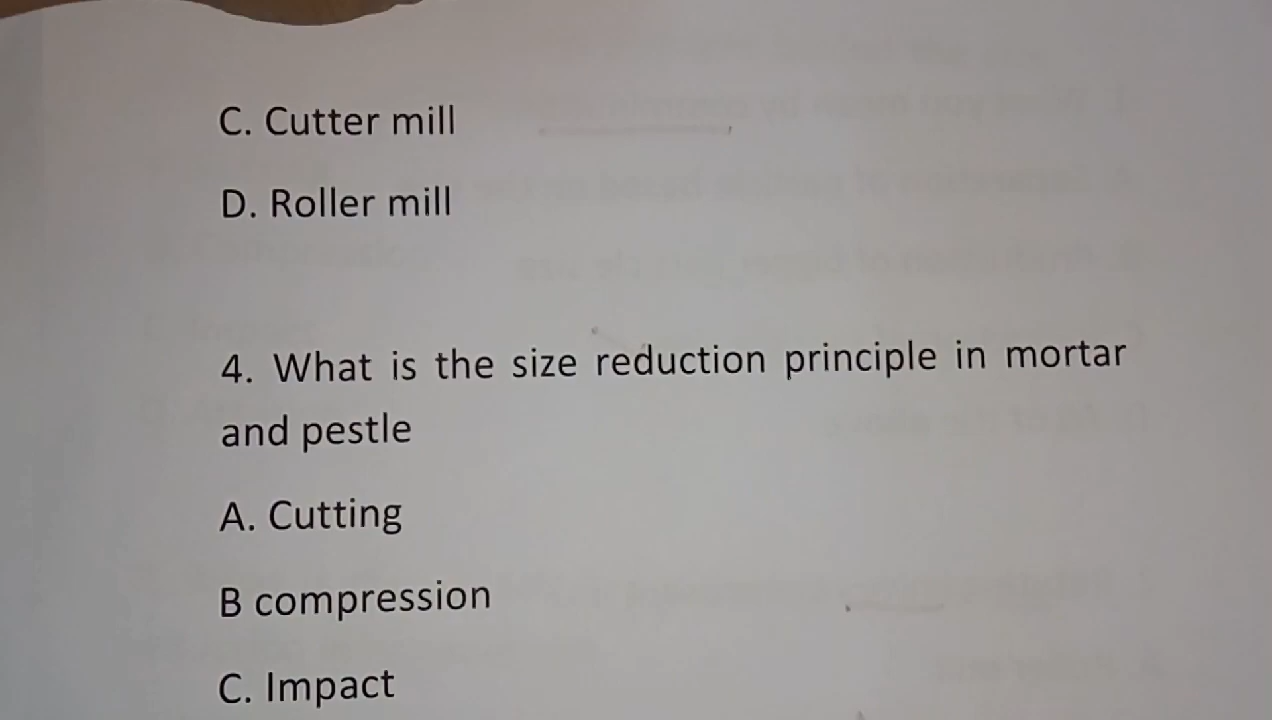 C. Cutter mill
D. Roller mill
4. What is the size reduction principle in mortar
and pestle
A. Cutting
B compression
C. Impact